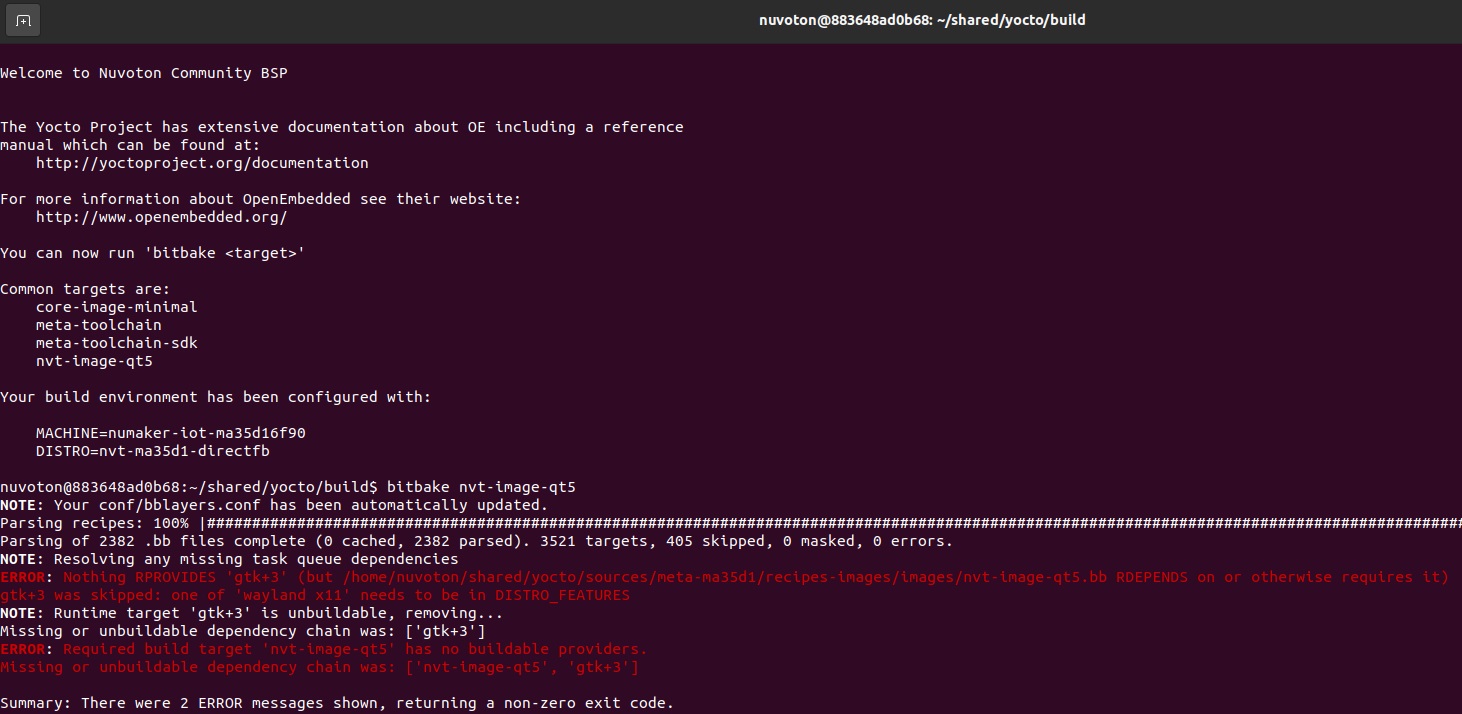 nuvoton@883648ad0b68: ~/shared/yocto/build
Welcome to Nuvoton Community BSP
The Yocto Project has extensive documentation about OE including a reference
manual which can be found at:
http://yoctoproject.org/documentation
For more information about OpenEmbedded see their website:
http://www.openembedded.org/
You can now run 'bitbake <target>'
Common targets are:
core-image-minimal
meta-toolchain
meta-toolchain-sdk
nvt-image-qt5
Your build environment has been configured with:
MACHINE=numaker-iot-ma35d16f90
DISTRO=nvt-ma35d1-directfb
nuvoton@883648ad0b68:~/shared/yocto/build$ bitbake nvt-image-qt5
NOTE: Your conf/bblayers.conf has been automatically updated.
Parsing recipes: 100% |############################################################################################################################################
Parsing of 2382 .bb files complete (0 cached, 2382 parsed). 3521 targets, 405 skipped, 0 masked, 0 errors.
NOTE: Resolving any missing task queue dependencies
ERROR: Nothing RPROVIDES 'gtk+3' (but /home/nuvoton/shared/yocto/sources/meta-ma35d1/recipes-images/images/nvt-image-qt5.bb RDEPENDS on or otherwise requires it)
gtk+3 was skipped: one of 'wayland x11' needs to be in DISTRO_FEATURES
NOTE: Runtime target 'gtk+3' is unbuildable, removing...
Missing or unbuildable dependency chain was: ['gtk+3']
ERROR: Required build target 'nvt-image-qt5' has no buildable providers.
Missing or unbuildable dependency chain was: ['nvt-image-qt5', 'gtk+3']
Summary: There were 2 ERROR messages shown, returning a non-zero exit code.